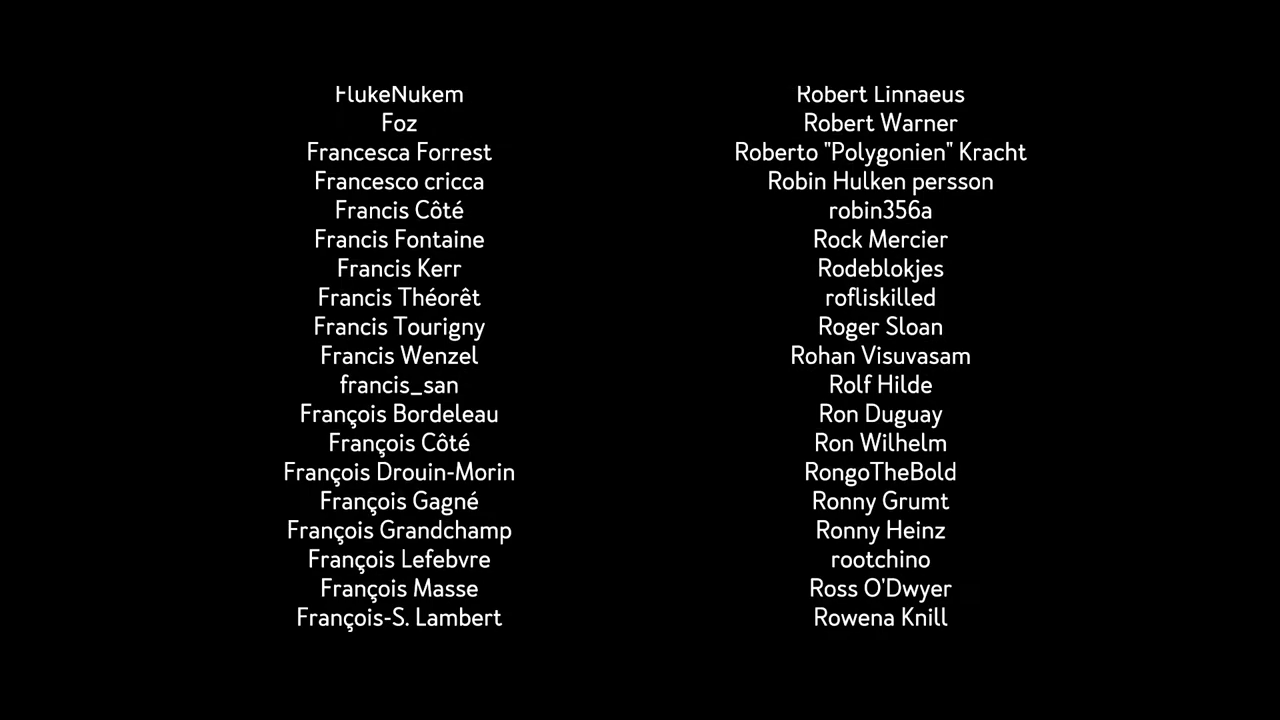 FlukeNukem
Foz
Francesca Forrest
Francesco cricca
Francis Côté
Francis Fontaine
Francis Kerr
Francis Théorêt
Francis Tourigny
Francis Wenzel
francis_san
François Bordeleau
François Côté
François Drouin-Morin
François Gagné
François Grandchamp
François Lefebvre
François Masse
François-S. Lambert
Robert Linnaeus
Robert Warner
Roberto "Polygonien" Kracht
Robin Hulken persson
robin356a
Rock Mercier
Rodeblokjes
rofliskilled
Roger Sloan
Rohan Visuvasam
Rolf Hilde
Ron Duguay
Ron Wilhelm
RongoTheBold
Ronny Grumt
Ronny Heinz
rootchino
Ross O'Dwyer
Rowena Knill